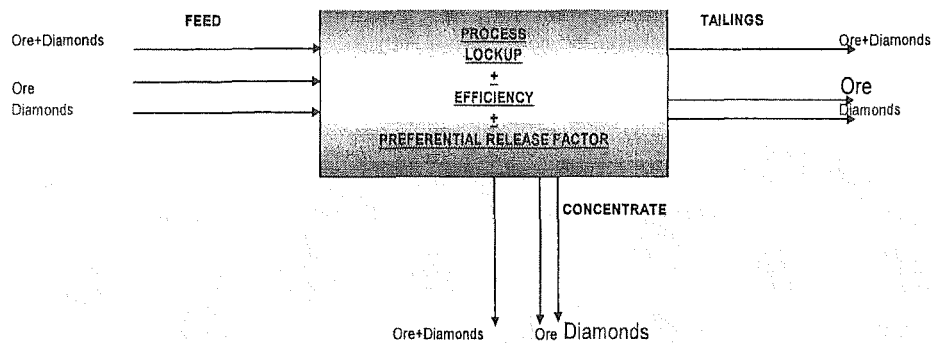 FEED
TAILINGS
Ore+Diamonds
Ore
Diamonds
PROCESS
LOCKUP
±
EFFICIENCY
±
PREFERENTIAL RELEASE FACTOR
Ore+Diamonds
Ore
Diamonds
CONCENTRATE
Ore+Diamonds
Ore Diamonds